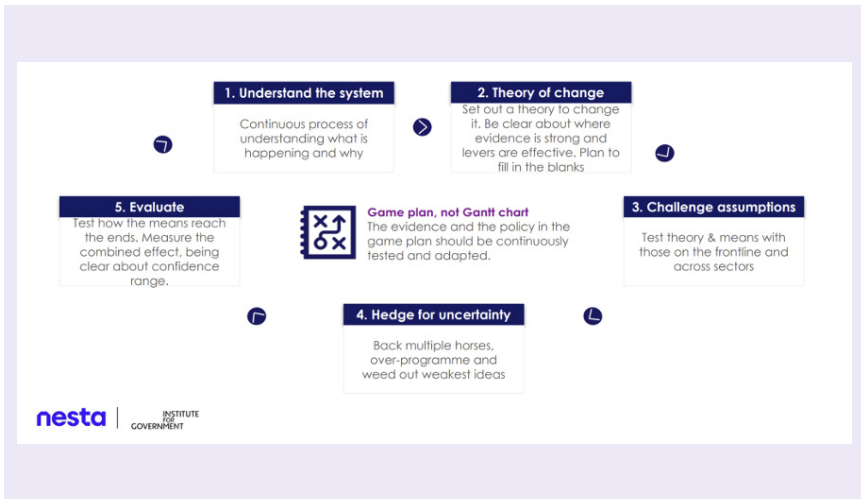 1. Understand the system
Continuous process of
understanding what is
happening and why
2. Theory of change
Set out a theory to change
it. Be clear about where
evidence is strong and
levers are effective. Plan to
fill in the blanks
3. Challenge assumptions
Test theory & means with
those on the frontline and
across sectors
4. Hedge for uncertainty
Back multiple horses,
over-programme and
weed out weakest ideas
5. Evaluate
Test how the means reach
the ends. Measure the
combined effect, being
clear about confidence
range.
Game plan, not Gantt chart
The evidence and the policy in the
game plan should be continuously
tested and adapted.
nesta
INSTITUTE
FOR
GOVERNMENT